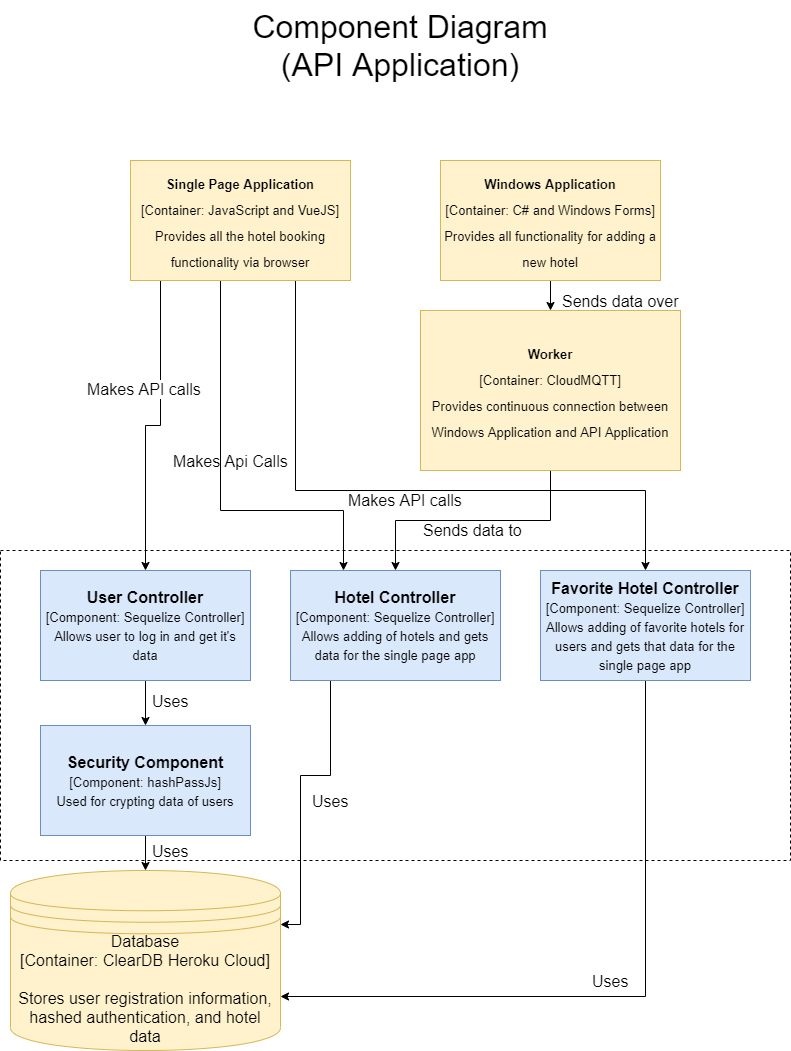 Component Diagram
(API Application)
Single Page Application
[Container: JavaScript and VueJS]
Provides all the hotel booking
functionality via browser
Windows Application
[Container: C# and Windows Forms]
Provides all functionality for adding a
new hotel
Sends data over
Worker
[Container: CloudMQTT]
Provides continuous connection between
Windows Application and API Application
Makes API calls
Makes Api Calls
Makes API calls
Sends data to
User Controller
[Component: Sequelize Controller]
Allows user to log in and get it's
data
Hotel Controller
[Component: Sequelize Controller]
Allows adding of hotels and gets
data for the single page app
Favorite Hotel Controller
[Component: Sequelize Controller]
Allows adding of favorite hotels for
users and gets that data for the
single page app
Uses
Security Component
[Component: hashPassJs]
Used for crypting data of users
Uses
Uses
Database
[Container: ClearDB Heroku Cloud]
Stores user registration information,
hashed authentication, and hotel
data
Uses